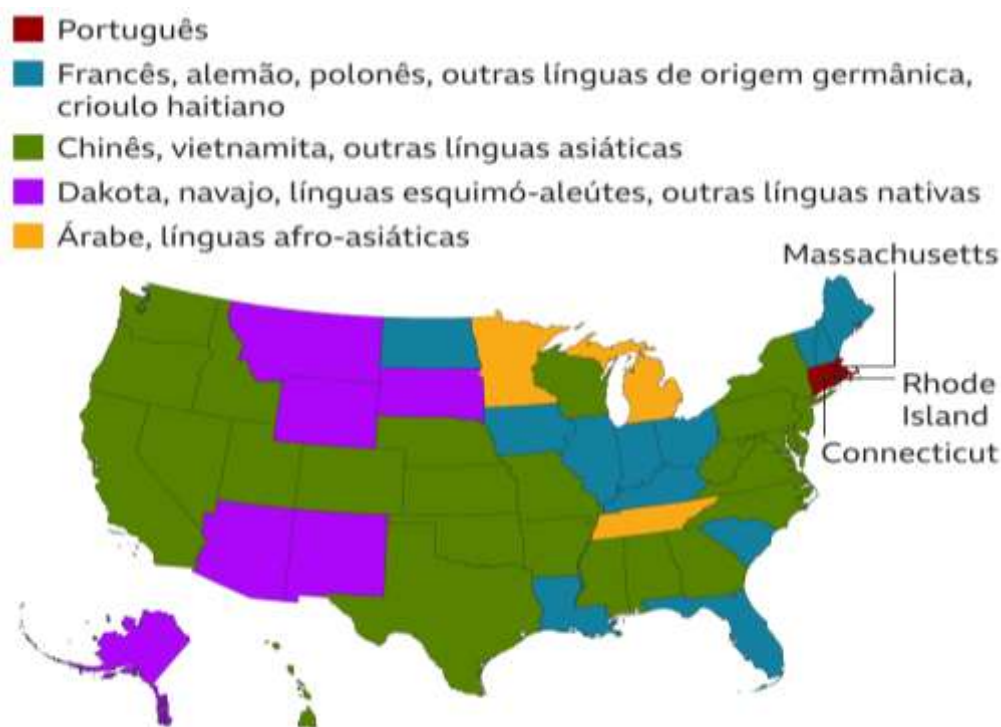 Português
Francês, alemão, polonês, outras línguas de origem germânica,
crioulo haitiano
Chinês, vietnamita, outras línguas asiáticas
Dakota, navajo, línguas esquimó-aleútes, outras línguas nativas
Árabe, línguas afro-asiáticas
Massachusetts
Rhode
Island
Connecticut